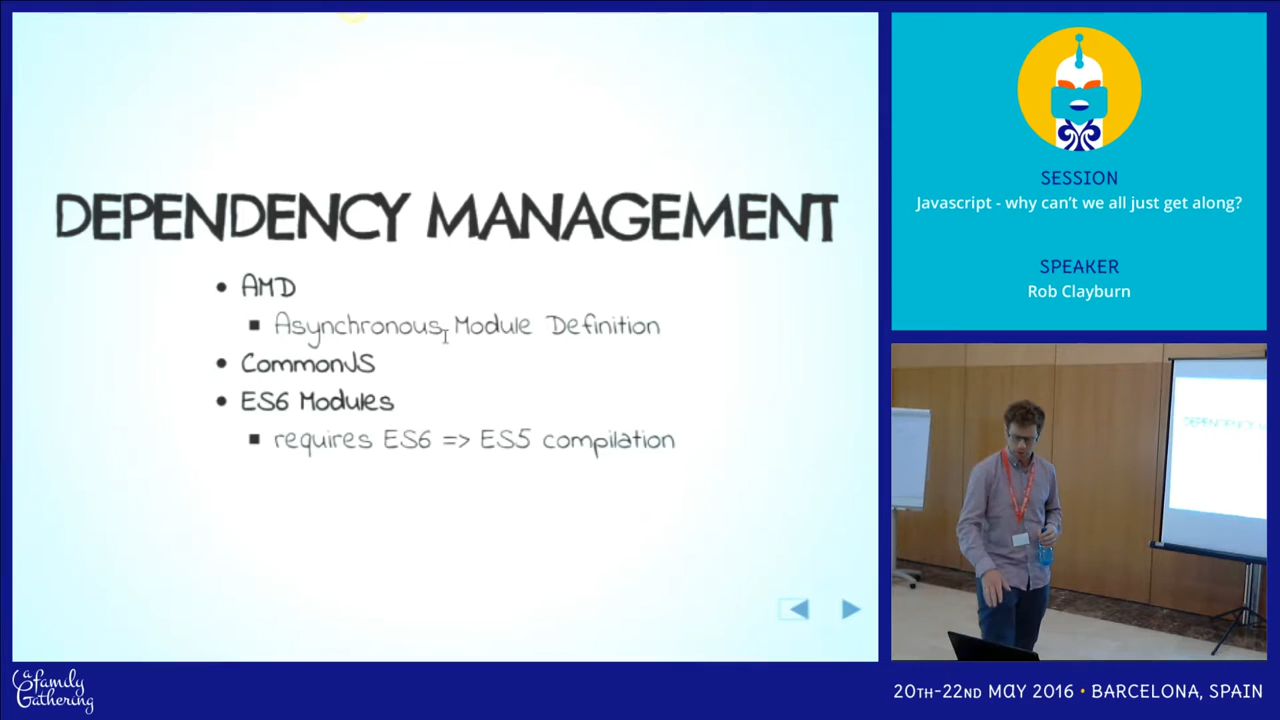 DEPENDENCY MANAGEMENT
• AMD
▪ Asynchronous Module Definition
• CommonJS
• ES6 Modules
▪ requires ES6 => ES5 compilation
SESSION
Javascript - why can't we all just get along?
SPEAKER
Rob Clayburn
a family
Gathering
20TH-22ND MAY 2016 • BARCELONA, SPAIN